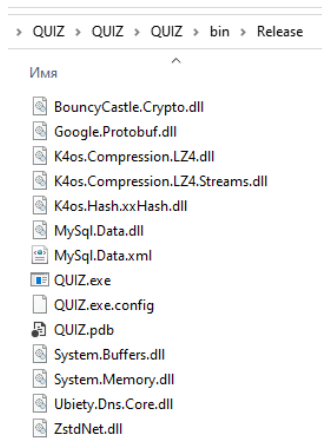 QUIZ › QUIZ › QUIZ › bin › Release
Имя
BouncyCastle.Crypto.dll
Google.Protobuf.dll
K4os.Compression.LZ4.dll
K4os.Compression.LZ4.Streams.dll
K4os.Hash.xxHash.dll
MySql.Data.dll
MySql.Data.xml
QUIZ.exe
QUIZ.exe.config
QUIZ.pdb
System.Buffers.dll
System.Memory.dll
Ubiety.Dns.Core.dll
ZstdNet.dll